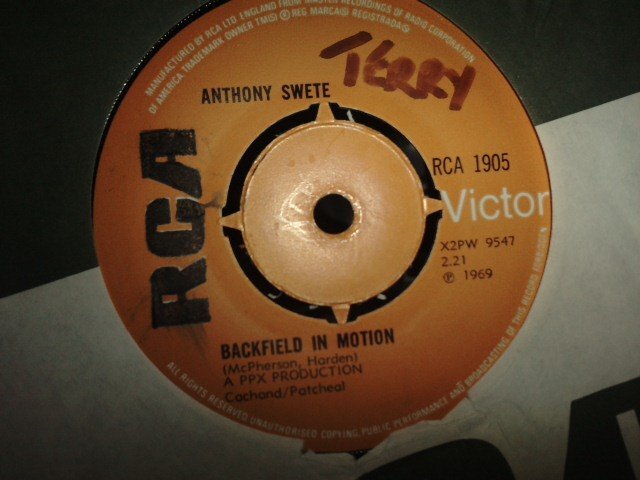 MANUFACTURED BY RCA LTD. ENGLAND FROM MASTER RECORDINGS OF RADIO CORPORATION
OF AMERICA TRADEMARK OWNER TM(S) ® REG MARCA(S) REGISTRADA(S)
TERRY
ANTHONY SWETE
RCA
RCA 1905
Victor
X2PW 9547
2.21
℗ 1969
BACKFIELD IN MOTION
(McPherson, Harden)
A PPX PRODUCTION
Cachand/Patcheal
ALL RIGHTS RESERVED UNAUTHORISED COPYING, PUBLIC PERFORMANCE AND BROADCASTING OF THIS RECORD FORBIDDEN